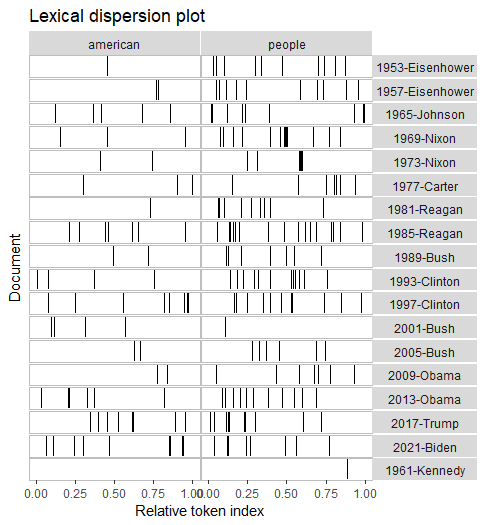 Lexical dispersion plot
american people
1953-Eisenhower
1957-Eisenhower
1965-Johnson
1969-Nixon
1973-Nixon
1977-Carter
1981-Reagan
1985-Reagan
1989-Bush
1993-Clinton
1997-Clinton
2001-Bush
2005-Bush
2009-Obama
2013-Obama
2017-Trump
2021-Biden
1961-Kennedy
Document
0.00 0.25 0.50 0.75 1.00 0.00 0.25 0.50 0.75 1.00
Relative token index